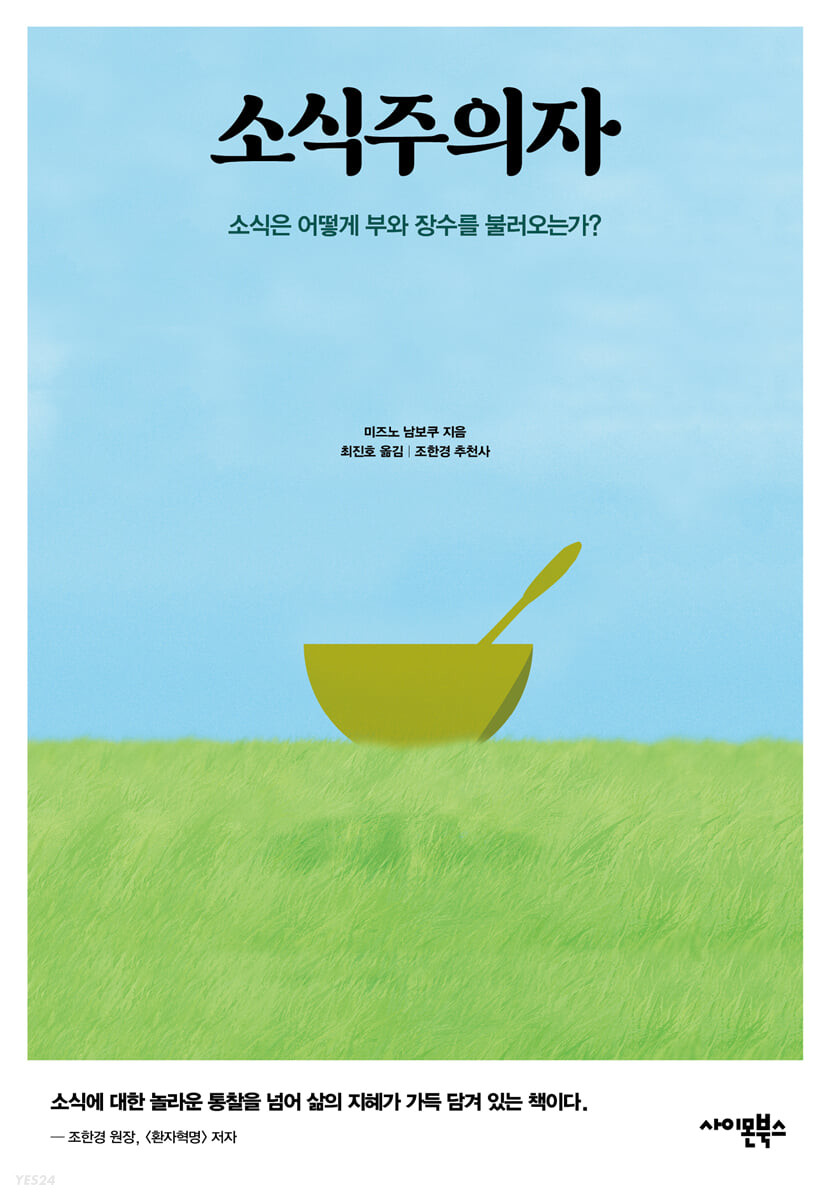 소식주의자
소식은 어떻게 부와 장수를 불러오는가?
미즈노 남보쿠 지음
최진호 옮김 | 조한경 추천사
소식에 대한 놀라운 통찰을 넘어 삶의 지혜가 가득 담겨 있는 책이다.
— 조한경 원장, 〈환자혁명〉 저자
사이몬북스
YES24